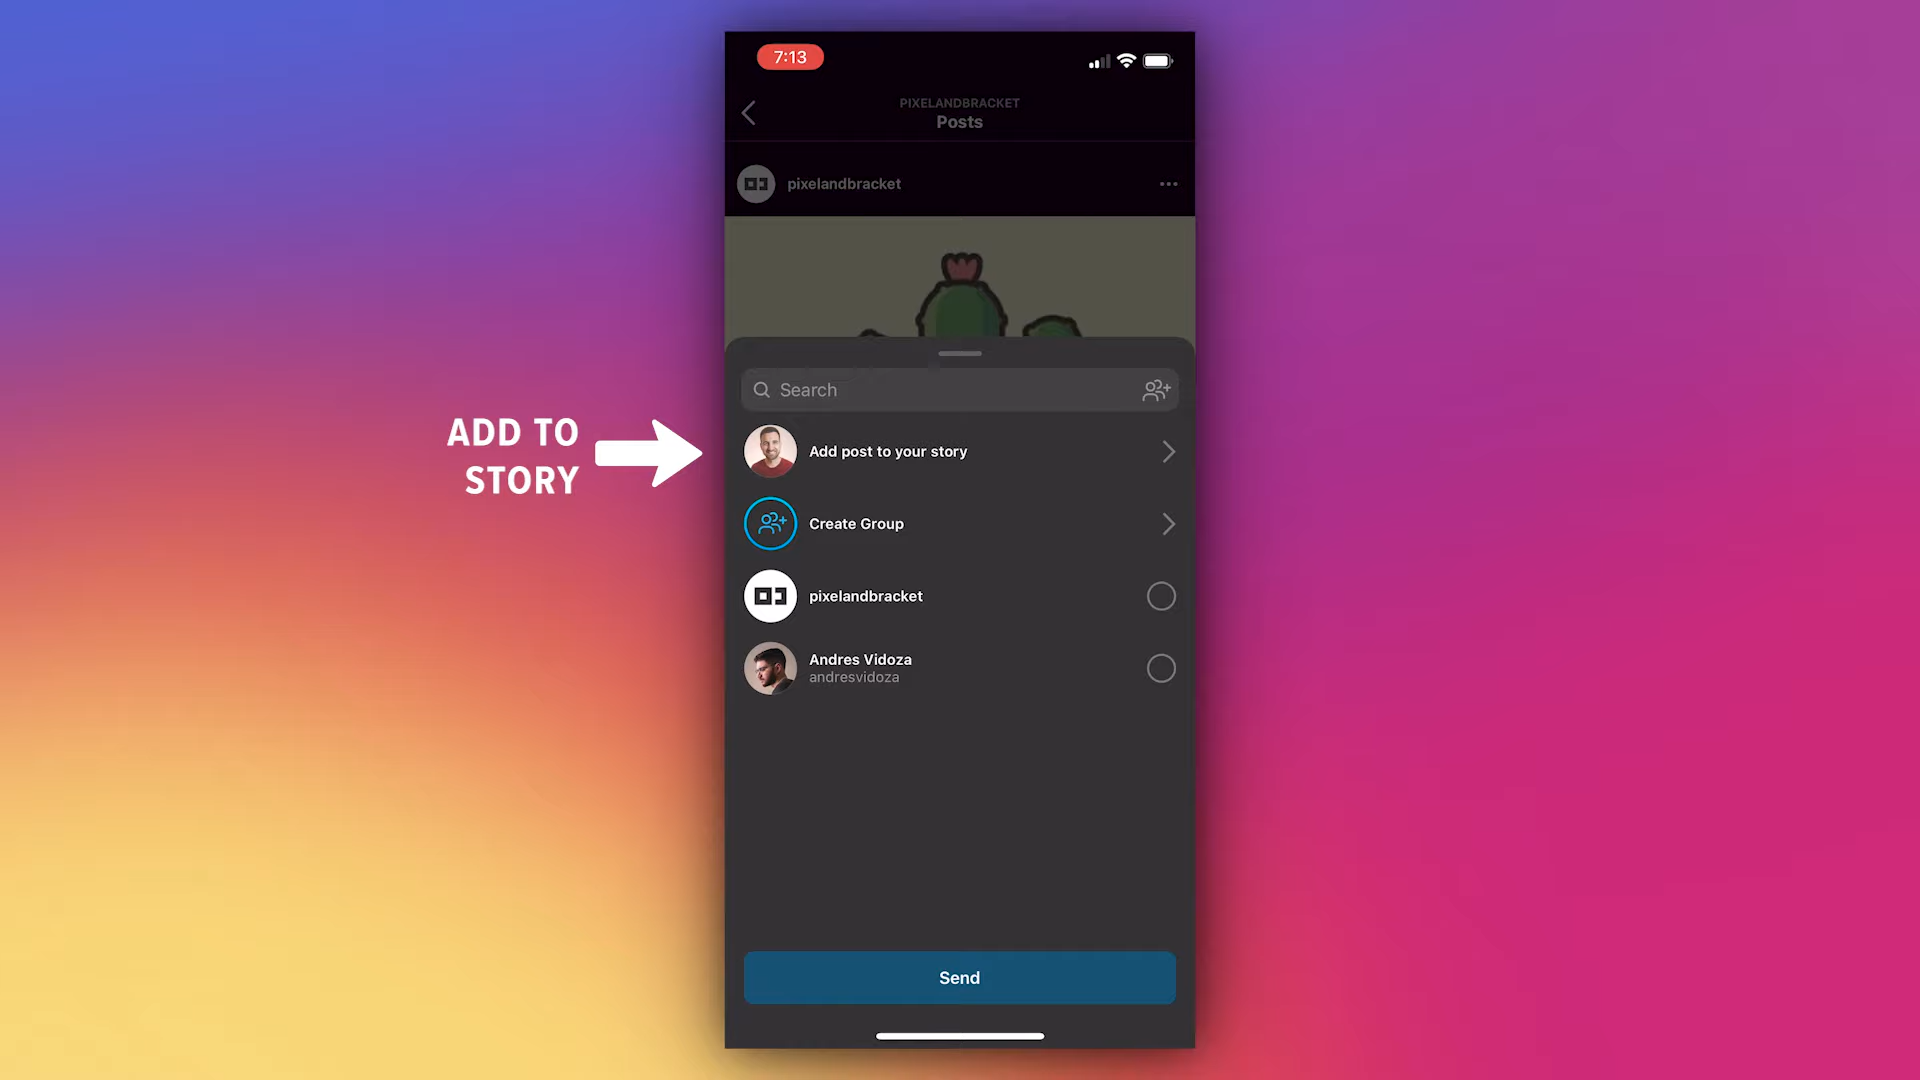 7:13
PIXELANDBRACKET
Posts
pixelandbracket
Search
ADD TO
STORY
Add post to your story
Create Group
pixelandbracket
Andres Vidoza
andresvidoza
Send